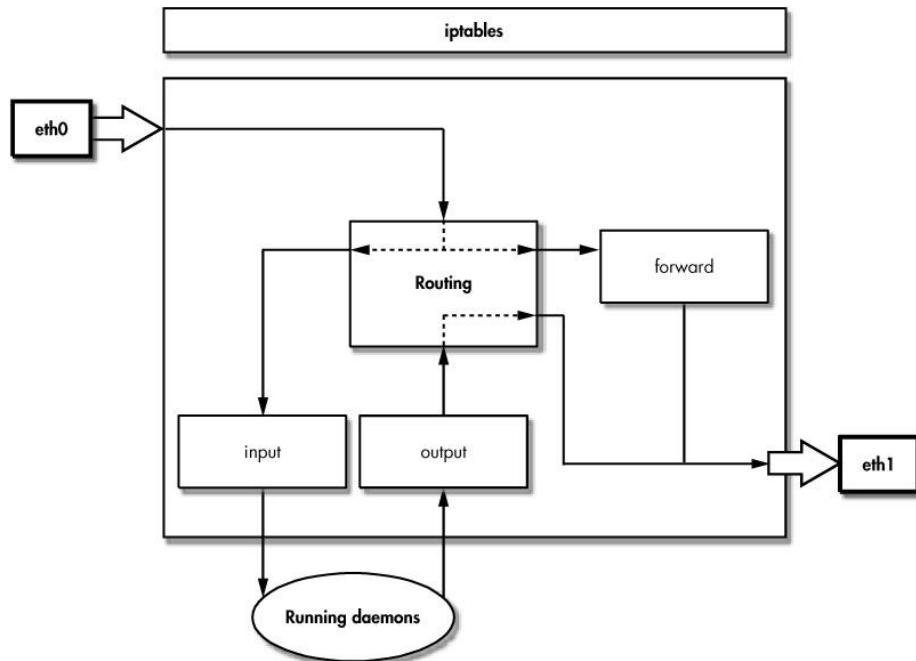 iptables
eth0
forward
Routing
input
output
eth1
Running daemons